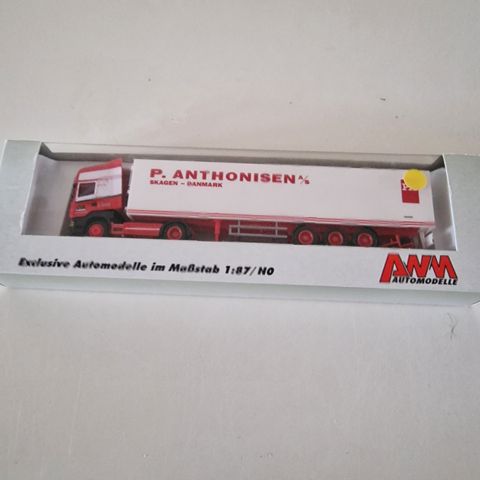 P. ANTHONISEN A/S
SKAGEN - DANMARK
Exclusive Automodelle im Maßstab 1:87/H0
AWM
AUTOMODELLE